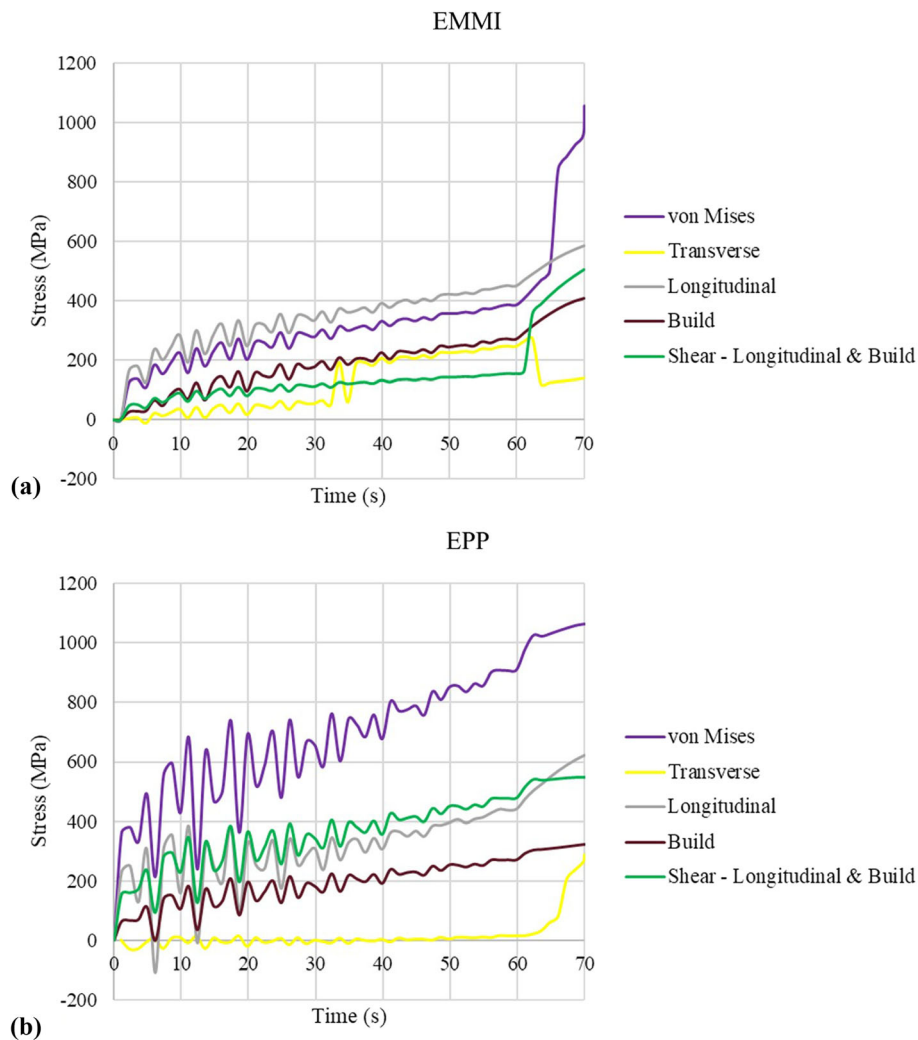 EMMI
1200
1000
800
600
400
200
0
-200
Stress (MPa)
0 10 20 30 40 50 60 70
Time (s)
von Mises
Transverse
Longitudinal
Build
Shear - Longitudinal & Build
(a)
EPP
1200
1000
800
600
400
200
0
-200
Stress (MPa)
0 10 20 30 40 50 60 70
Time (s)
von Mises
Transverse
Longitudinal
Build
Shear - Longitudinal & Build
(b)